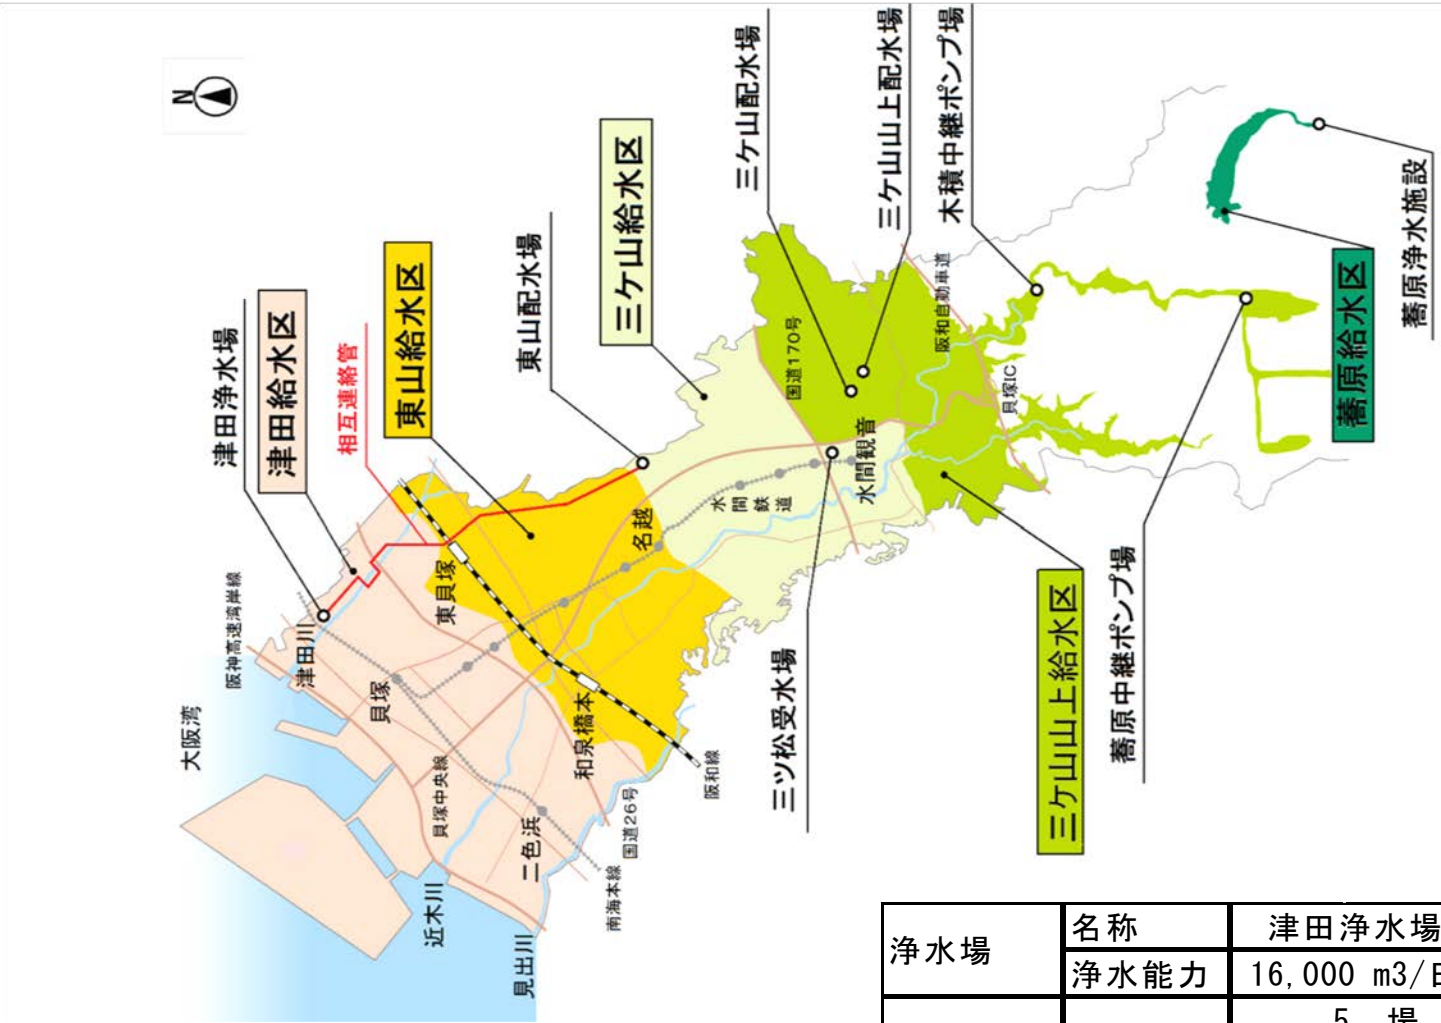 N
津田浄水場
津田給水区
相互連絡管
東山給水区
東山配水場
三ケ山給水区
三ケ山配水場
三ケ山山上配水場
木積中継ポンプ場
蕎原浄水施設
蕎原給水区
蕎原中継ポンプ場
三ケ山山上給水区
三ツ松受水場
大阪湾
阪神高速湾岸線
津田川
貝塚
東貝塚
名越
水間鉄道
水間観音
国道170号
阪和自動車道
貝塚IC
和泉橋本
阪和線
国道26号
貝塚中央線
二色浜
南海本線
近木川
見出川
浄水場
名称
津田浄水場
浄水能力
16,000 m3/日
5 場